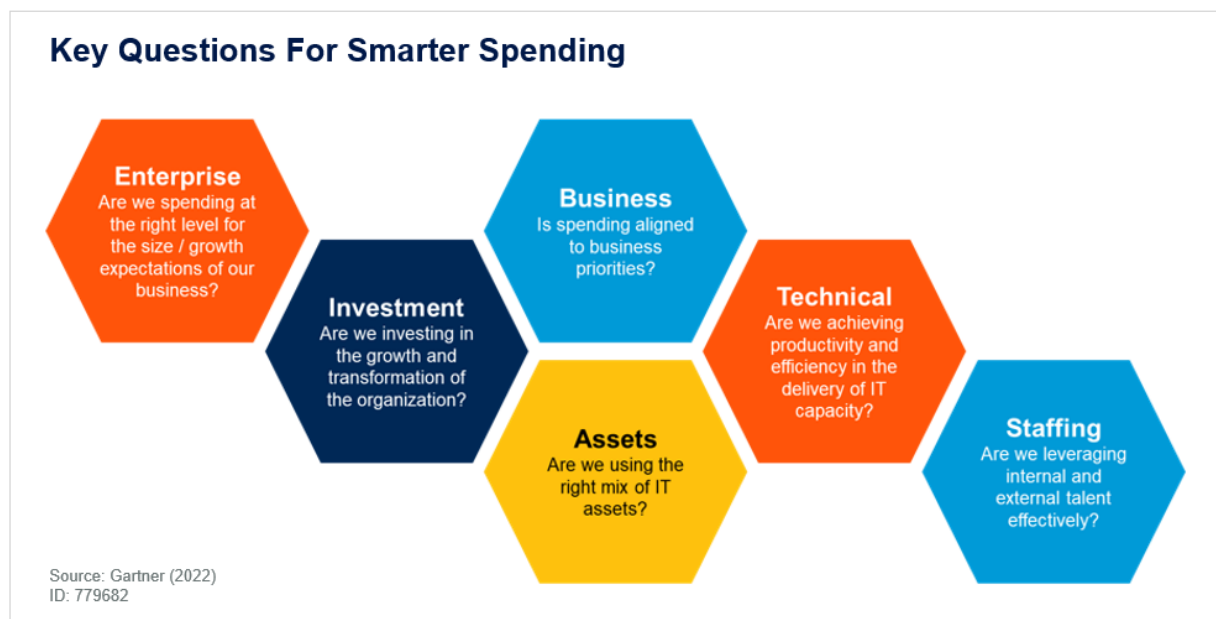 Key Questions For Smarter Spending
Enterprise
Are we spending at
the right level for
the size / growth
expectations of our
business?
Investment
Are we investing in
the growth and
transformation of
the organization?
Business
Is spending aligned
to business
priorities?
Assets
Are we using the
right mix of IT
assets?
Technical
Are we achieving
productivity and
efficiency in the
delivery of IT
capacity?
Staffing
Are we leveraging
internal and
external talent
effectively?
Source: Gartner (2022)
ID: 779682